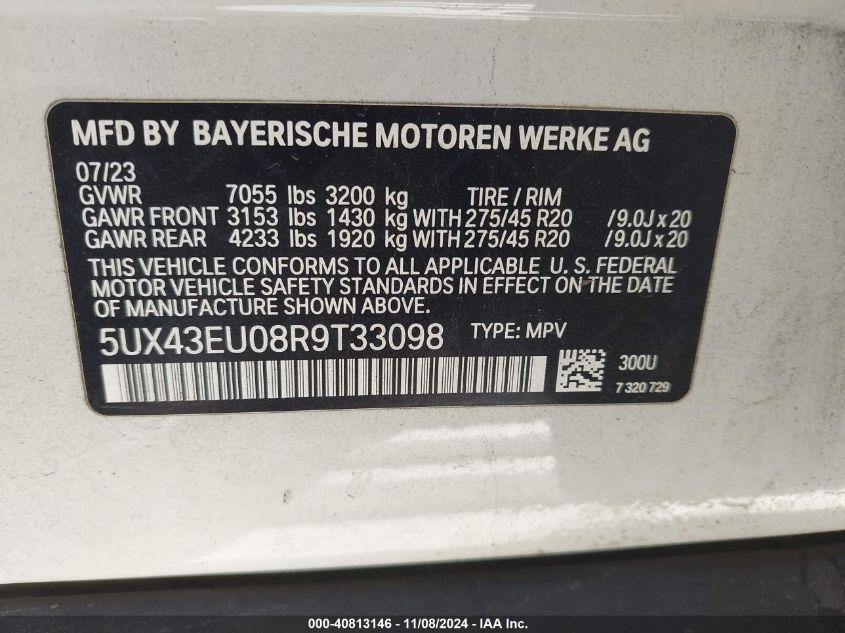 MFD BY BAYERISCHE MOTOREN WERKE AG
07/23
GVWR 7055 lbs 3200 kg TIRE / RIM
GAWR FRONT 3153 lbs 1430 kg WITH 275/45 R20 /9.0J x 20
GAWR REAR 4233 lbs 1920 kg WITH 275/45 R20 /9.0J x 20
THIS VEHICLE CONFORMS TO ALL APPLICABLE U. S. FEDERAL
MOTOR VEHICLE SAFETY STANDARDS IN EFFECT ON THE DATE
OF MANUFACTURE SHOWN ABOVE.
5UX43EU08R9T33098 TYPE: MPV
300U
7 320 729
000-40813146 - 11/08/2024 - IAA Inc.